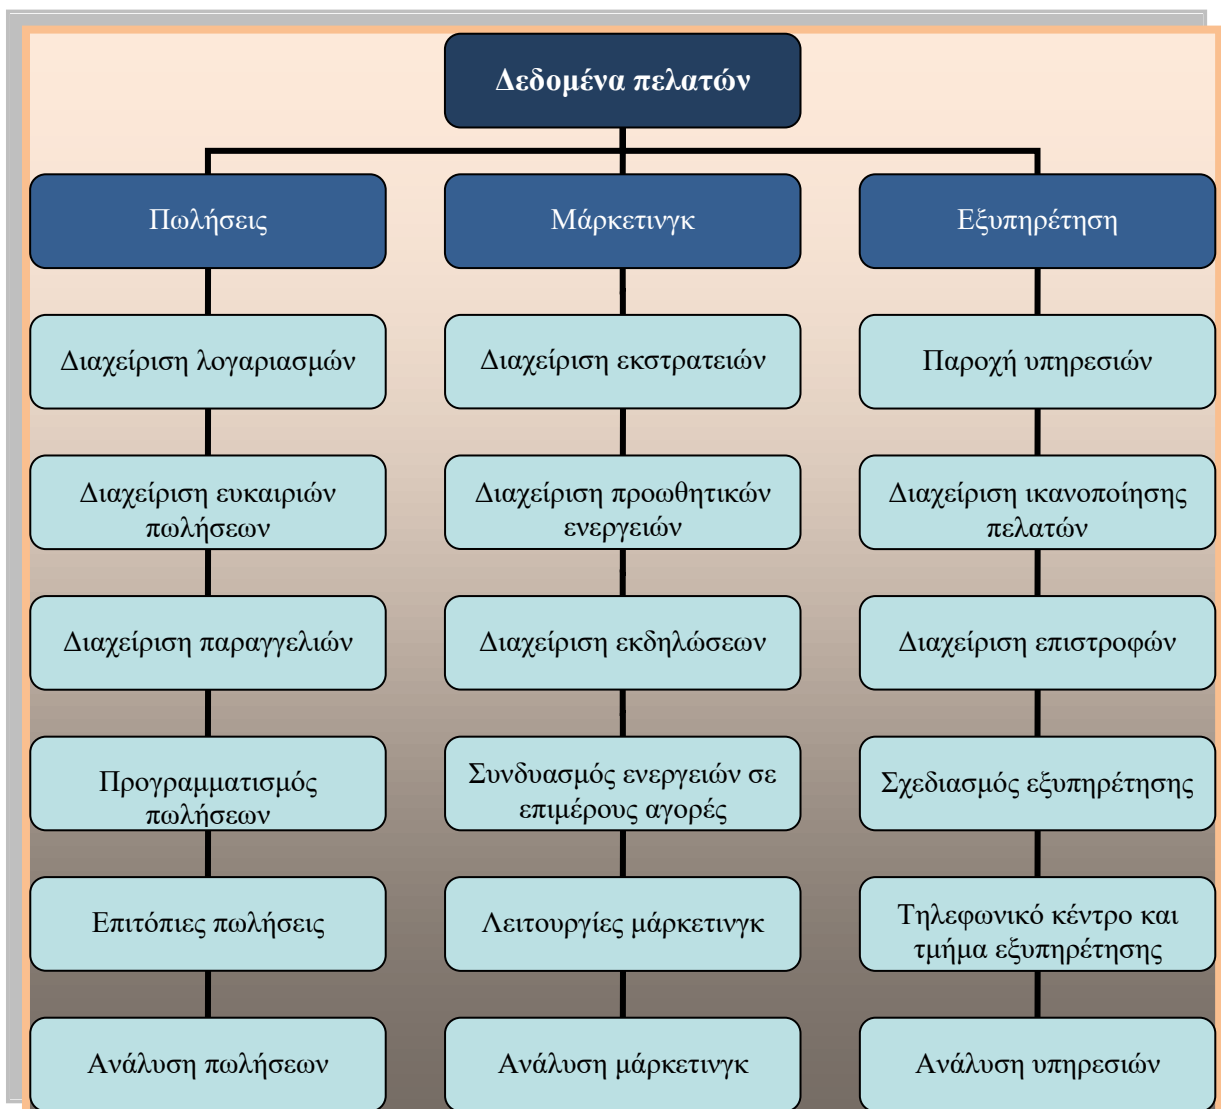 Δεδομένα πελατών
Πωλήσεις
Μάρκετινγκ
Εξυπηρέτηση
Διαχείριση λογαριασμών
Διαχείριση εκστρατειών
Παροχή υπηρεσιών
Διαχείριση ευκαιριών
πωλήσεων
Διαχείριση προωθητικών
ενεργειών
Διαχείριση ικανοποίησης
πελατών
Διαχείριση παραγγελιών
Διαχείριση εκδηλώσεων
Διαχείριση επιστροφών
Προγραμματισμός
πωλήσεων
Συνδυασμός ενεργειών σε
επιμέρους αγορές
Σχεδιασμός εξυπηρέτησης
Επιτόπιες πωλήσεις
Λειτουργίες μάρκετινγκ
Τηλεφωνικό κέντρο και
τμήμα εξυπηρέτησης
Ανάλυση πωλήσεων
Ανάλυση μάρκετινγκ
Ανάλυση υπηρεσιών